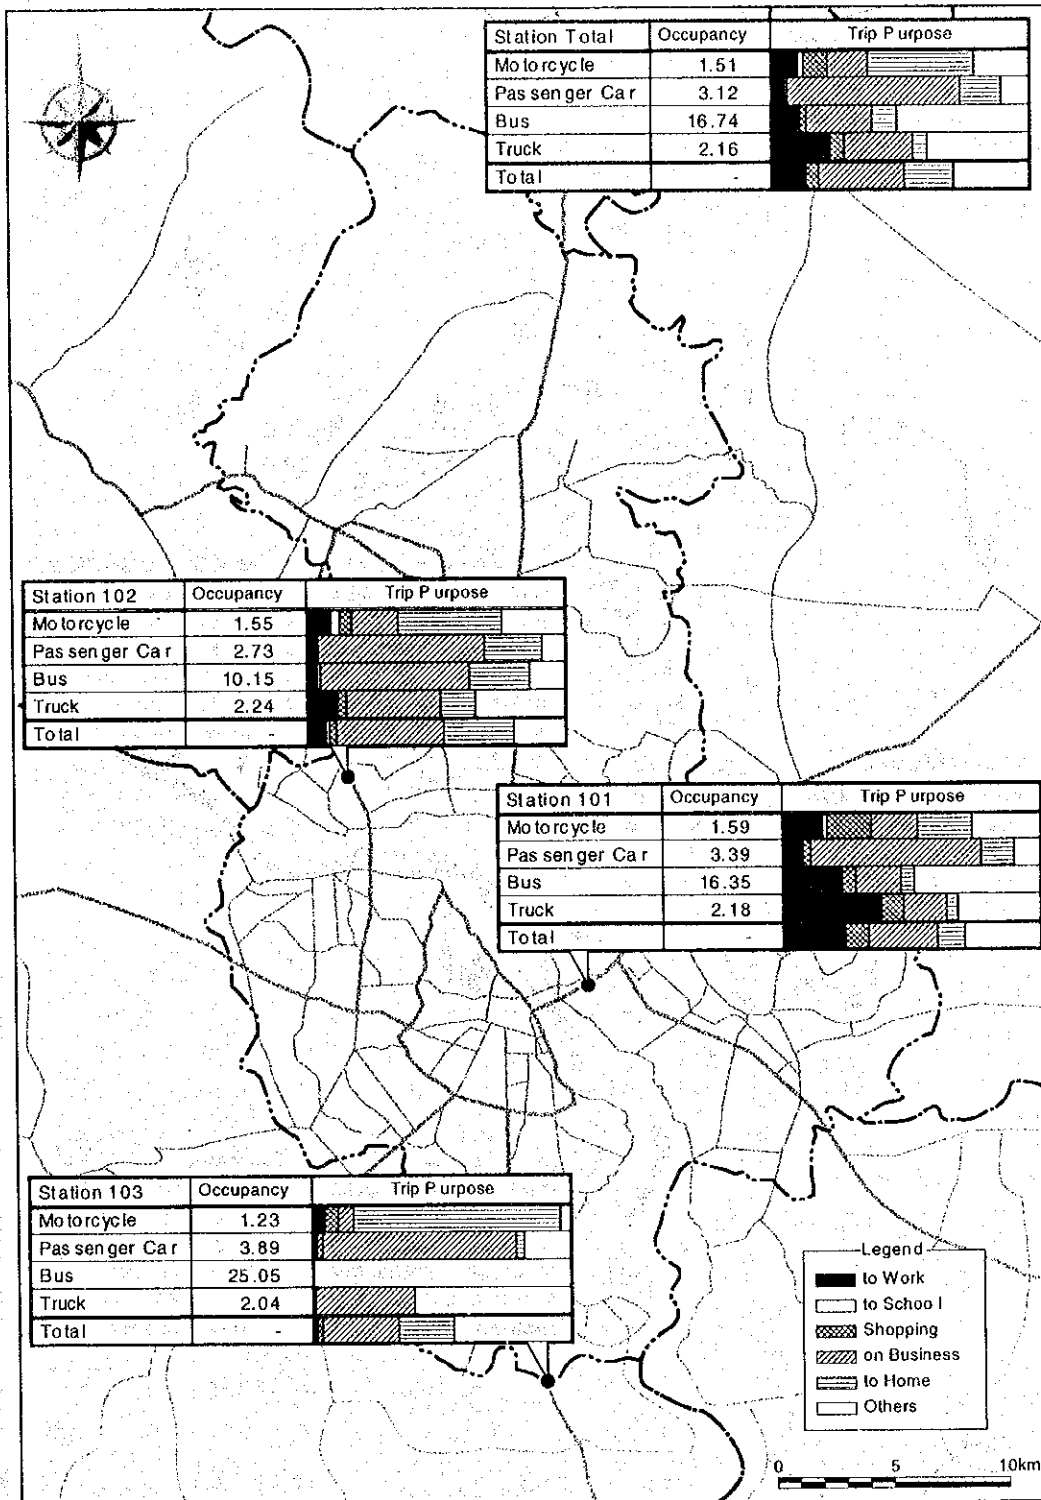 Station Total Occupancy Trip Purpose
Motorcycle 1.51
Passenger Car 3.12
Bus 16.74
Truck 2.16
Total -
Station 102 Occupancy Trip Purpose
Motorcycle 1.55
Passenger Car 2.73
Bus 10.15
Truck 2.24
Total -
Station 101 Occupancy Trip Purpose
Motorcycle 1.59
Passenger Car 3.39
Bus 16.35
Truck 2.18
Total -
Station 103 Occupancy Trip Purpose
Motorcycle 1.23
Passenger Car 3.89
Bus 25.05
Truck 2.04
Total -
Legend
to Work
to School
Shopping
on Business
to Home
Others
0 5 10km